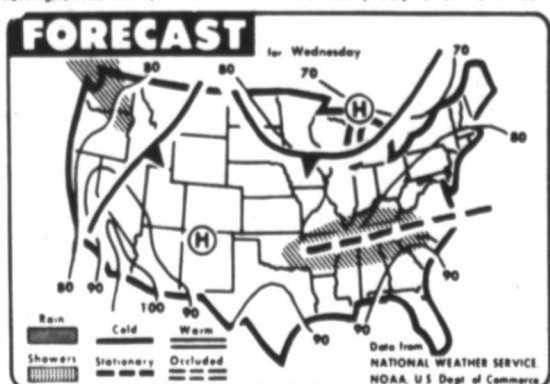 FORECAST
for Wednesday
80
80
70
70
80
H
H
80
90
100
90
90
90
90
Rain
Cold
Warm
Showers
Stationary
Occluded
Data from
NATIONAL WEATHER SERVICE,
NOAA, U.S. Dept of Commerce